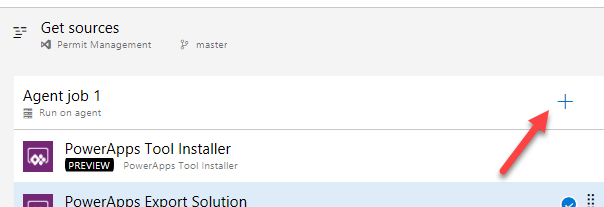 Get sources
Permit Management master
Agent job 1
Run on agent
PowerApps Tool Installer
PREVIEW PowerApps Tool Installer
PowerApps Export Solution